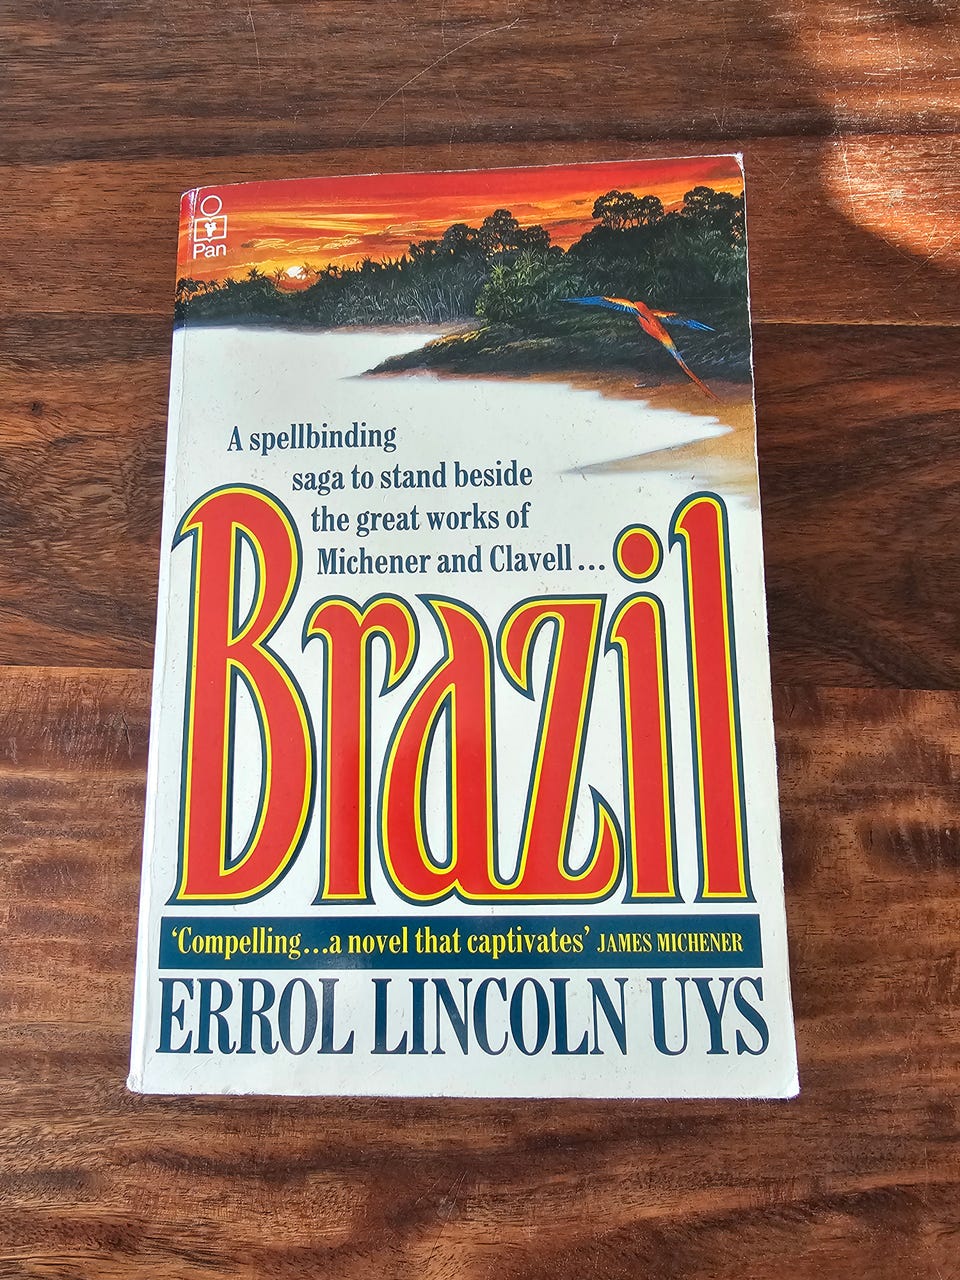 Pan
A spellbinding
saga to stand beside
the great works of
Michener and Clavell...
Brazil
‘Compelling...a novel that captivates’ JAMES MICHENER
ERROL LINCOLN UYS